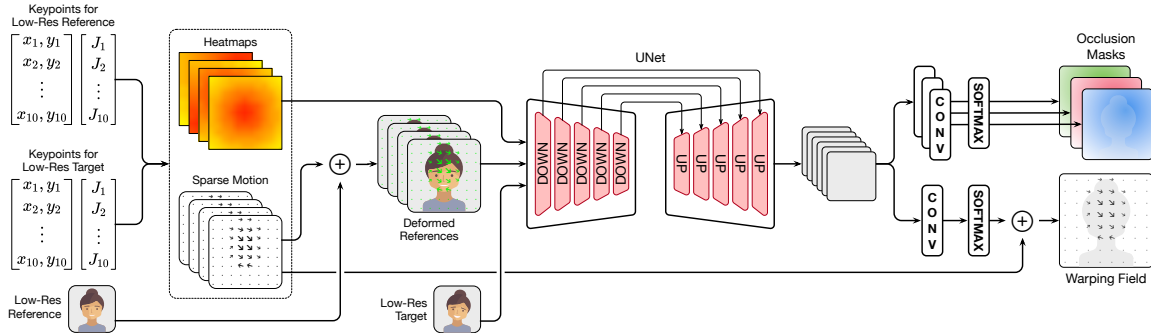 Keypoints for
Low-Res Reference
x₁, y₁ J₁
x₂, y₂ J₂
⋮ ⋮
x₁₀, y₁₀ J₁₀
Keypoints for
Low-Res Target
x₁, y₁ J₁
x₂, y₂ J₂
⋮ ⋮
x₁₀, y₁₀ J₁₀
Low-Res
Reference
Heatmaps
Sparse Motion
+
Deformed
References
Low-Res
Target
UNet
DOWN
DOWN
DOWN
DOWN
DOWN
UP
UP
UP
UP
UP
CONV
SOFTMAX
CONV
SOFTMAX
+
Occlusion
Masks
Warping Field